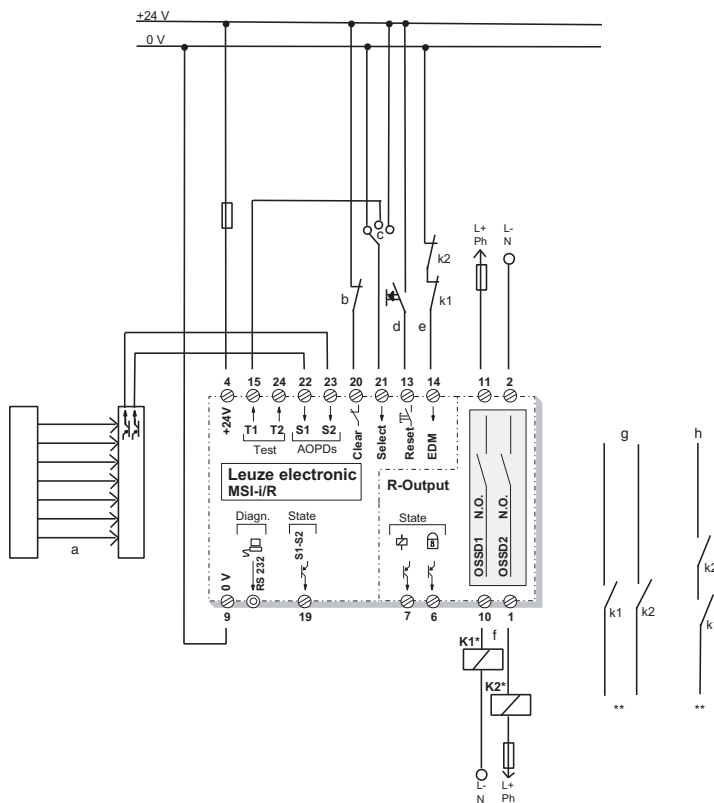 +24 V
0 V
L+
Ph
L-
N
c
k2
b
k1
d
e
4 15 24 22 23 20 21 13 14 11 2
+24V
T1 T2 S1 S2
Test AOPDs
Clear
Select
Reset
EDM
Leuze electronic
MSI-i/R
R-Output
OSSD1 N.O.
OSSD2 N.O.
Diagn. State
State
RS 232
S1-S2
8
0 V
9 19 7 6 10 1
a
f
K1*
K2*
L-
N
L+
Ph
g
h
k1
k2
k2
k1
**
**